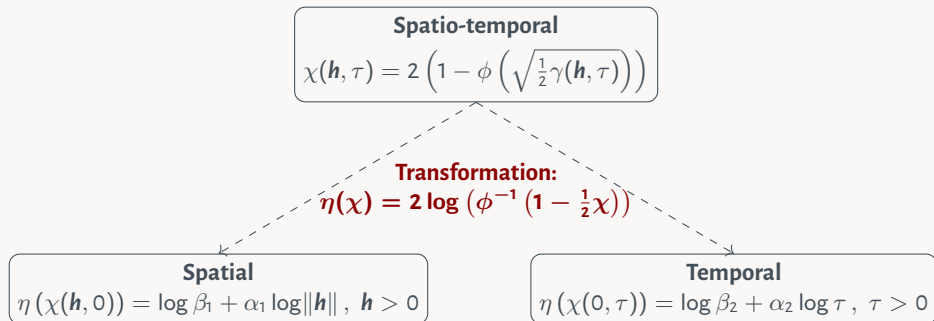 Spatio-temporal
χ(h, τ) = 2 (1 − ϕ (√(½γ(h, τ))))
Transformation:
η(χ) = 2 log (ϕ⁻¹ (1 − ½χ))
Spatial
η (χ(h, 0)) = log β₁ + α₁ log‖h‖ , h > 0
Temporal
η (χ(0, τ)) = log β₂ + α₂ log τ , τ > 0